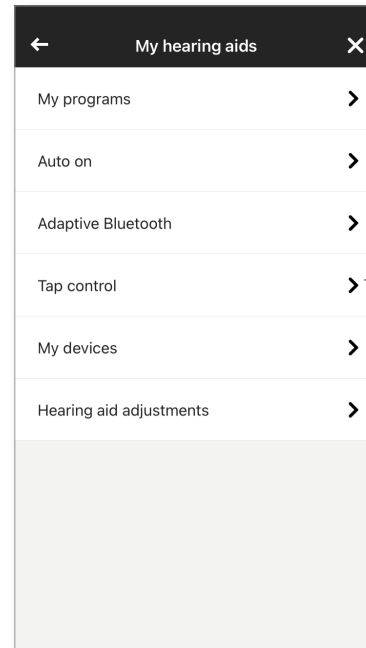 My hearing aids
My programs
Auto on
Adaptive Bluetooth
Tap control
My devices
Hearing aid adjustments